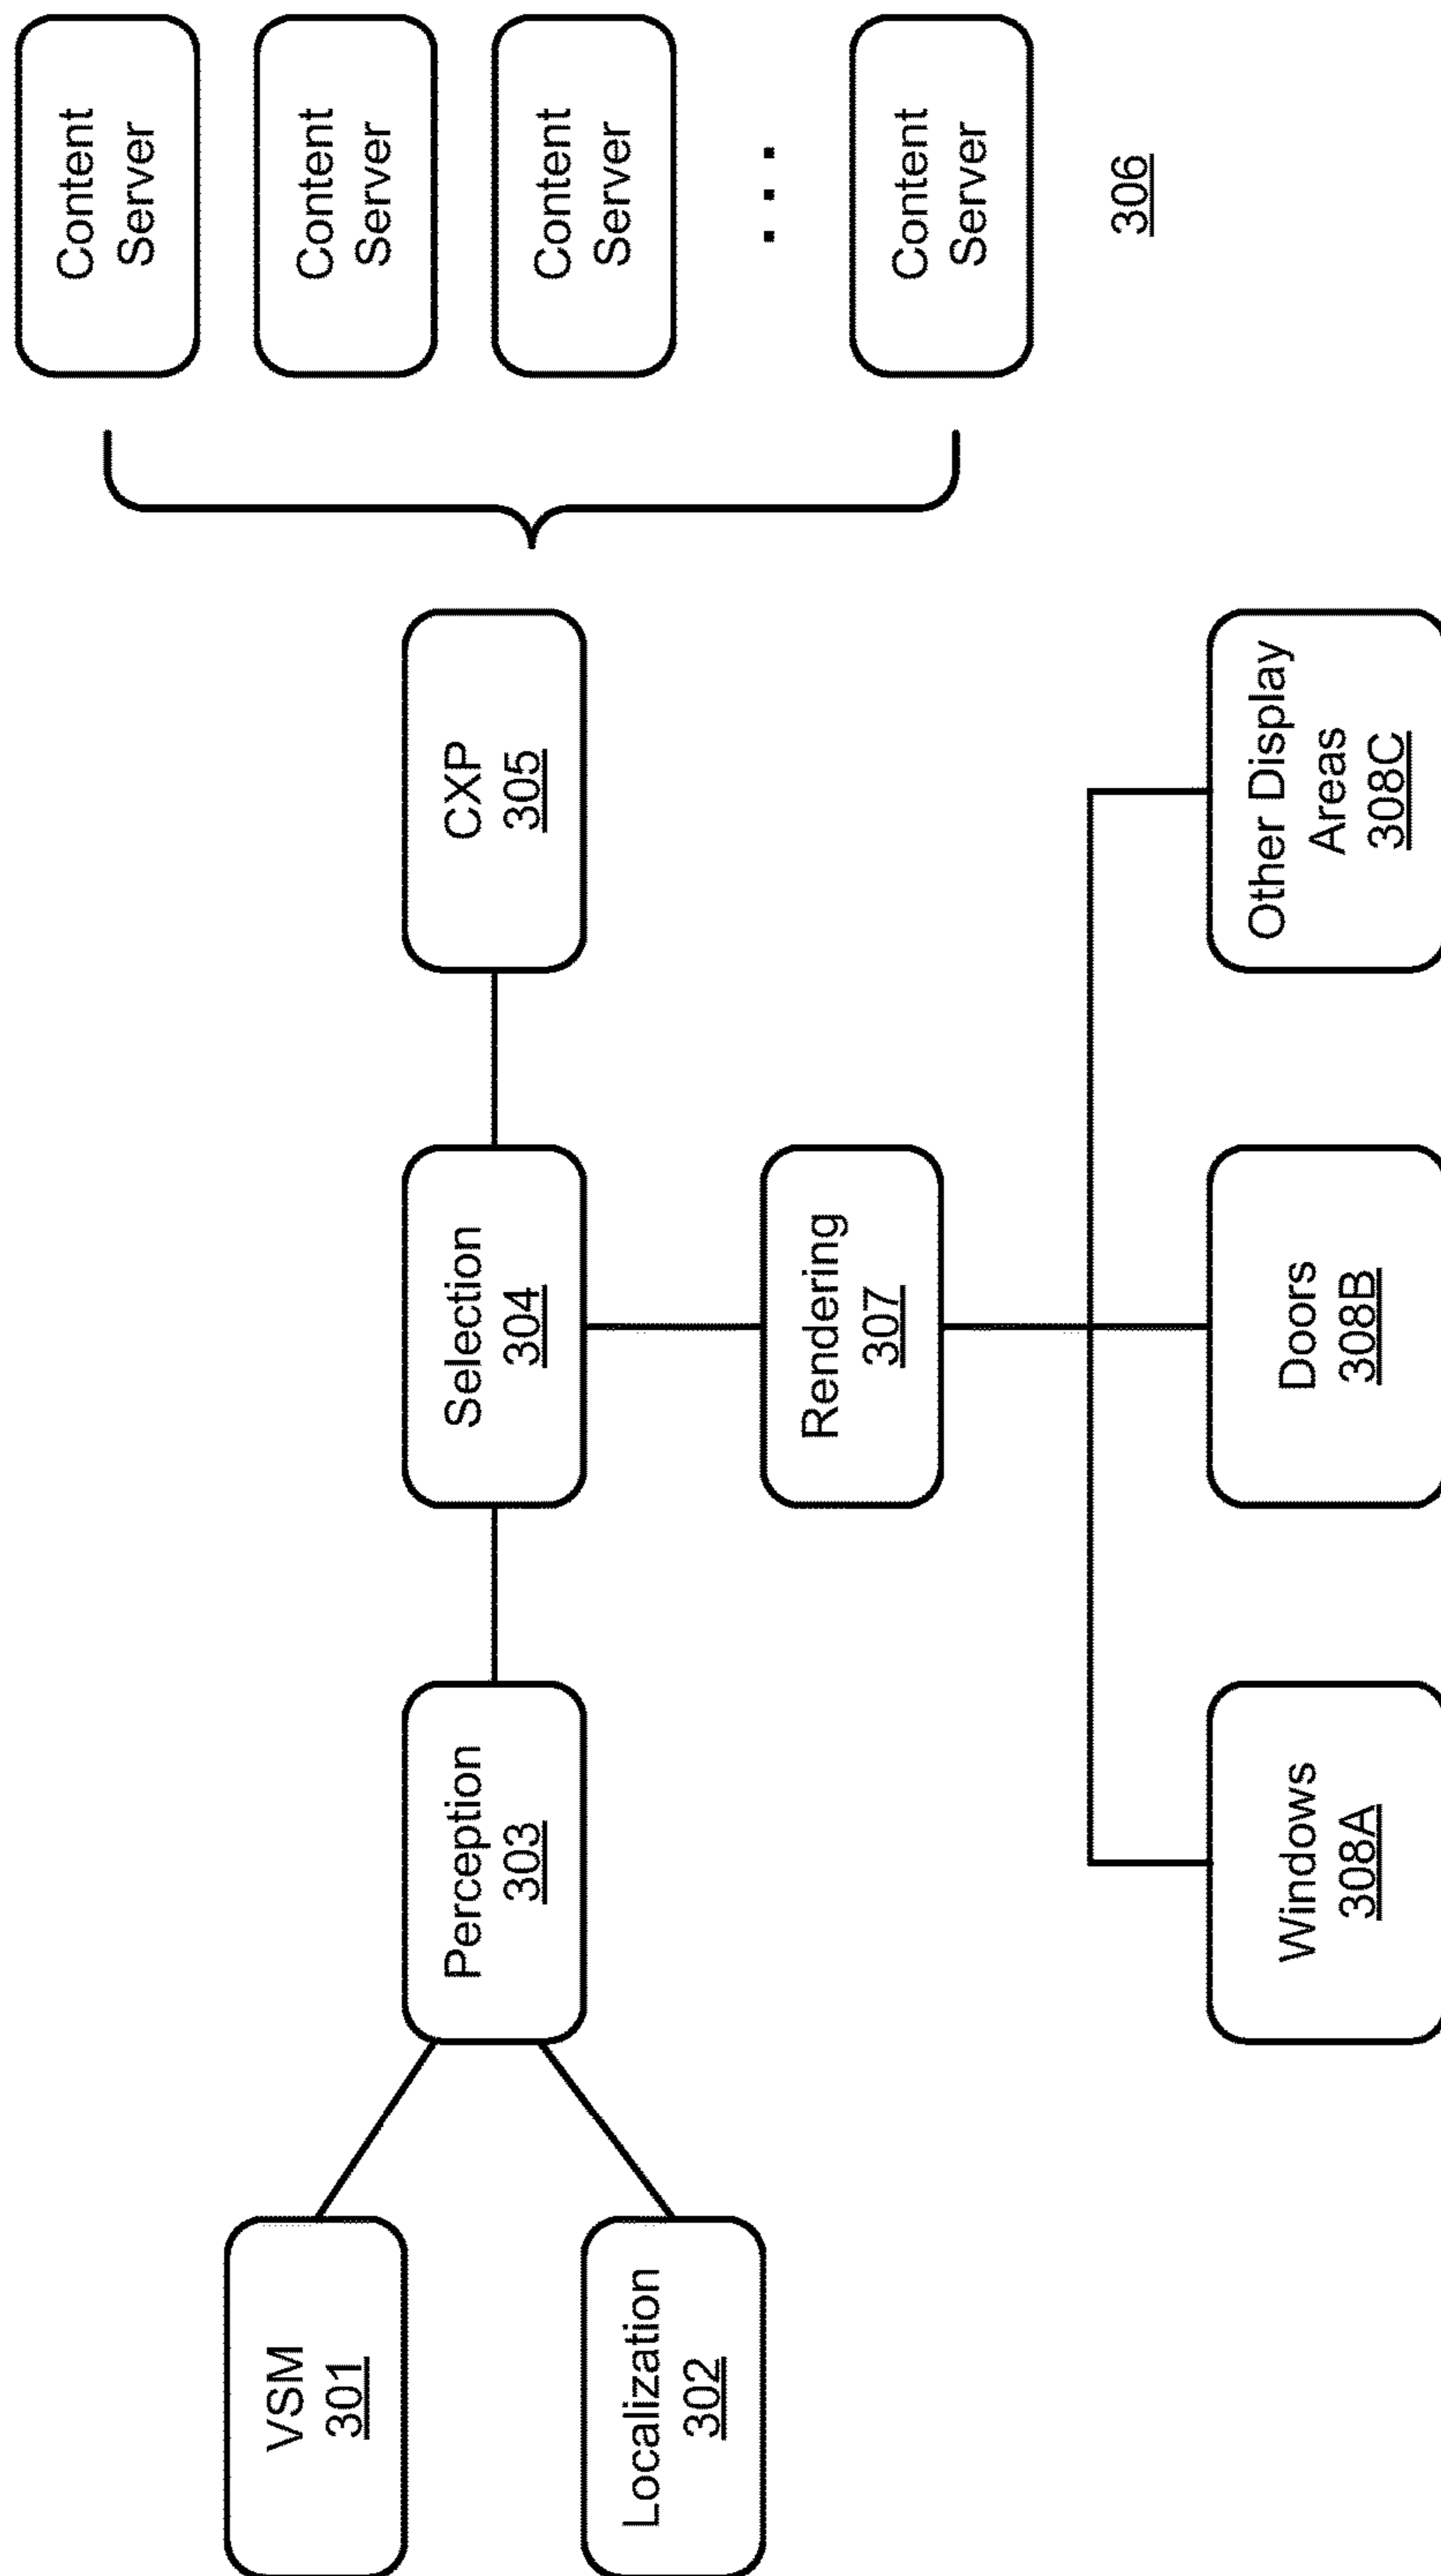 VSM
301
Localization
302
Perception
303
Selection
304
CXP
305
Content
Server
Content
Server
Content
Server
...
Content
Server
306
Rendering
307
Windows
308A
Doors
308B
Other Display
Areas
308C